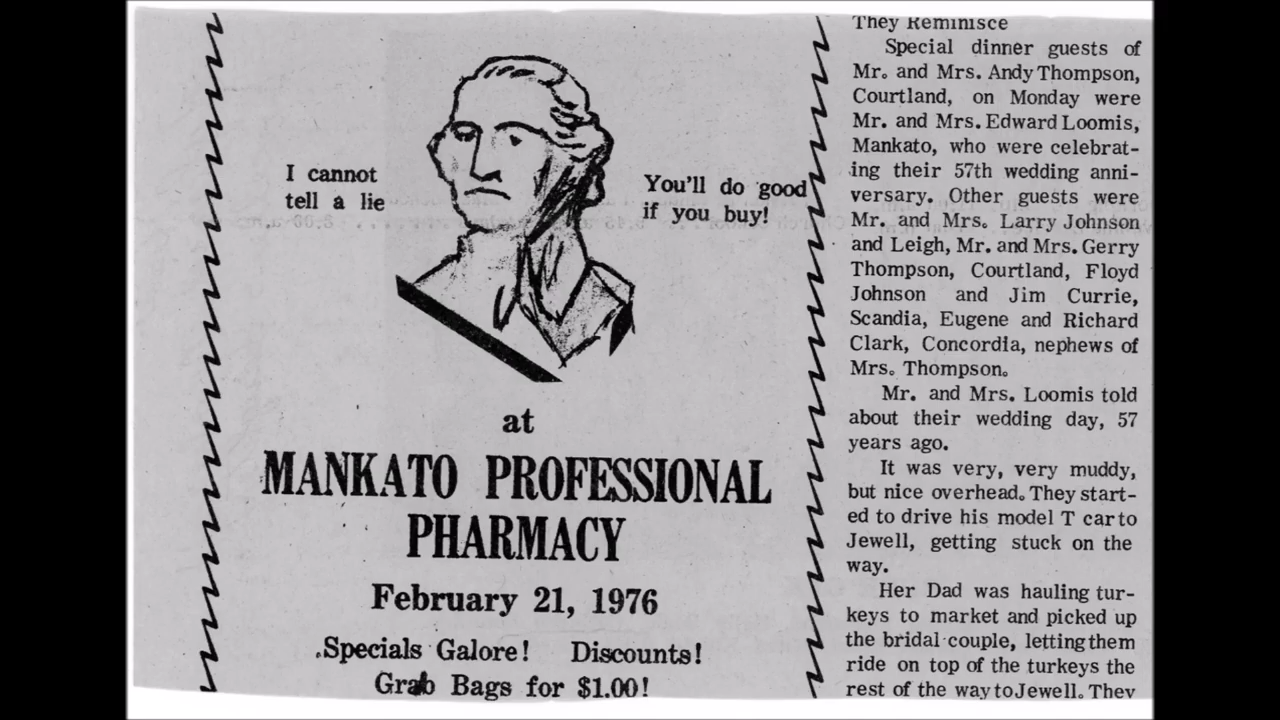 I cannot
tell a lie
You'll do good
if you buy!
at
MANKATO PROFESSIONAL
PHARMACY
February 21, 1976
Specials Galore! Discounts!
Grab Bags for $1.00!
They Reminisce
Special dinner guests of
Mr. and Mrs. Andy Thompson,
Courtland, on Monday were
Mr. and Mrs. Edward Loomis,
Mankato, who were celebrat-
ing their 57th wedding anni-
versary. Other guests were
Mr. and Mrs. Larry Johnson
and Leigh, Mr. and Mrs. Gerry
Thompson, Courtland, Floyd
Johnson and Jim Currie,
Scandia, Eugene and Richard
Clark, Concordia, nephews of
Mrs. Thompson.
Mr. and Mrs. Loomis told
about their wedding day, 57
years ago.
It was very, very muddy,
but nice overhead. They start-
ed to drive his model T car to
Jewell, getting stuck on the
way.
Her Dad was hauling tur-
keys to market and picked up
the bridal couple, letting them
ride on top of the turkeys the
rest of the way to Jewell. They